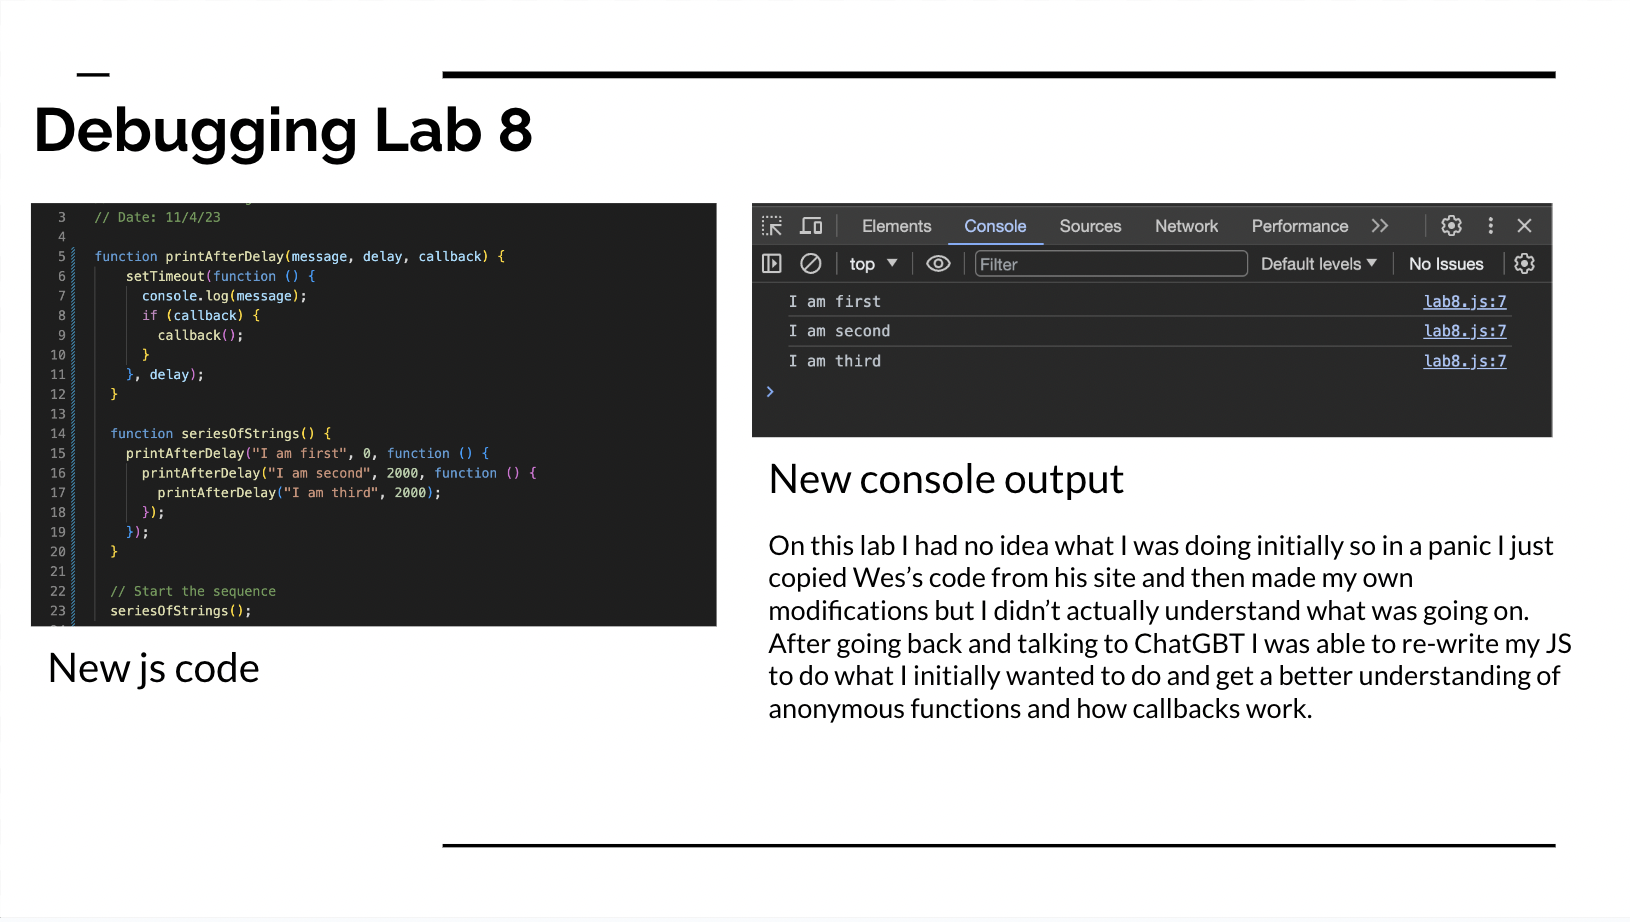 Debugging Lab 8
3 // Date: 11/4/23
4
5 function printAfterDelay(message, delay, callback) {
6 setTimeout(function () {
7 console.log(message);
8 if (callback) {
9 callback();
10 }
11 }, delay);
12 }
13
14 function seriesOfStrings() {
15 printAfterDelay("I am first", 0, function () {
16 printAfterDelay("I am second", 2000, function () {
17 printAfterDelay("I am third", 2000);
18 });
19 });
20 }
21
22 // Start the sequence
23 seriesOfStrings();
New js code
Elements Console Sources Network Performance
top Filter Default levels No Issues
I am first lab8.js:7
I am second lab8.js:7
I am third lab8.js:7
New console output
On this lab I had no idea what I was doing initially so in a panic I just
copied Wes’s code from his site and then made my own
modifications but I didn’t actually understand what was going on.
After going back and talking to ChatGBT I was able to re-write my JS
to do what I initially wanted to do and get a better understanding of
anonymous functions and how callbacks work.